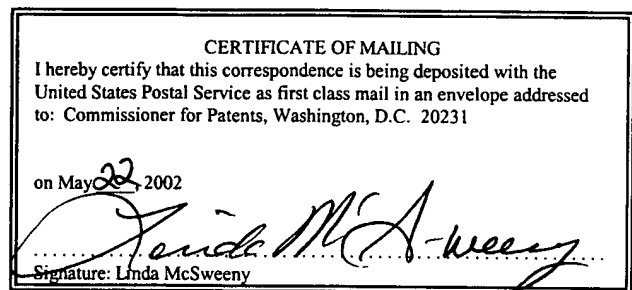 CERTIFICATE OF MAILING
I hereby certify that this correspondence is being deposited with the
United States Postal Service as first class mail in an envelope addressed
to: Commissioner for Patents, Washington, D.C. 20231
on May 22, 2002
Linda McSweeny
Signature: Linda McSweeny